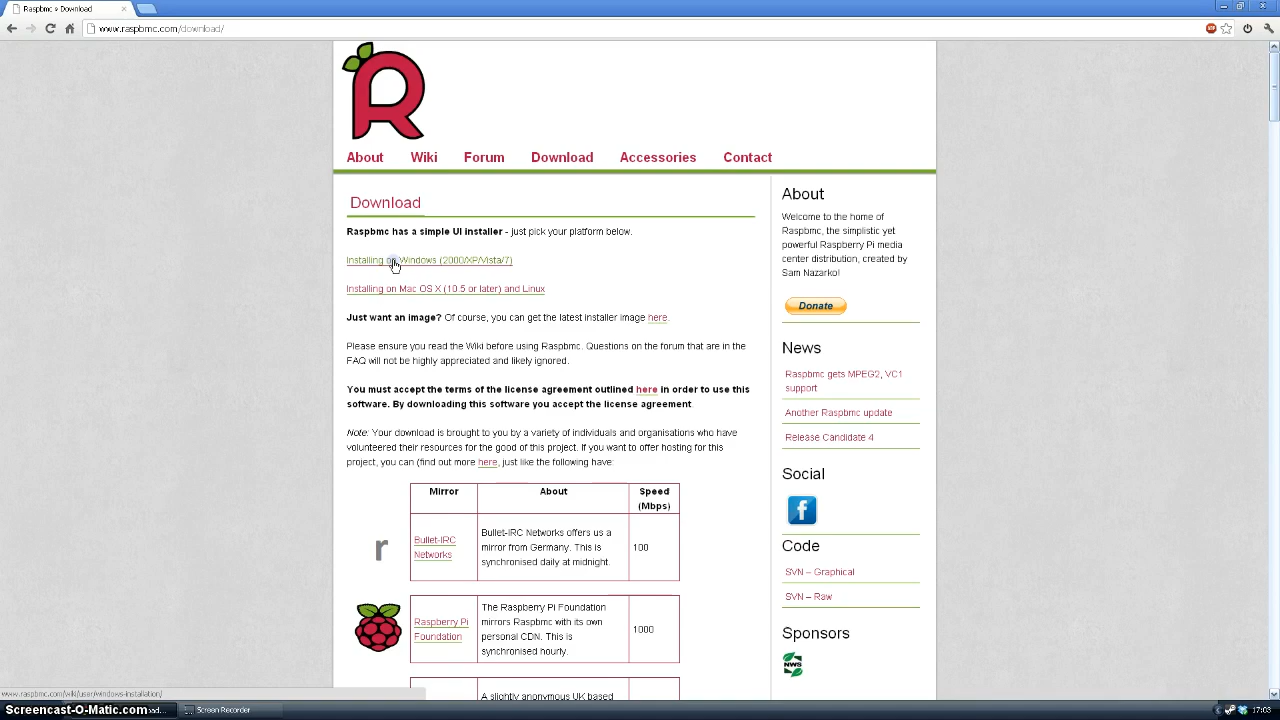 Raspbmc » Download
www.raspbmc.com/download/
R
About Wiki Forum Download Accessories Contact
Download
Raspbmc has a simple UI installer - just pick your platform below.
Installing on Windows (2000/XP/Vista/7)
Installing on Mac OS X (10.5 or later) and Linux
Just want an image? Of course, you can get the latest installer image here.
Please ensure you read the Wiki before using Raspbmc. Questions on the forum that are in the
FAQ will not be highly appreciated and likely ignored.
You must accept the terms of the license agreement outlined here in order to use this
software. By downloading this software you accept the license agreement
Note: Your download is brought to you by a variety of individuals and organisations who have
volunteered their resources for the good of this project. If you want to offer hosting for this
project, you can (find out more here, just like the following have:
Mirror About Speed
(Mbps)
r
Bullet-IRC
Networks
Bullet-IRC Networks offers us a
mirror from Germany. This is
synchronised daily at midnight.
100
Raspberry Pi
Foundation
The Raspberry Pi Foundation
mirrors Raspbmc with its own
personal CDN. This is
synchronised hourly.
1000
A slightly anonymous UK based
About
Welcome to the home of
Raspbmc, the simplistic yet
powerful Raspberry Pi media
center distribution, created by
Sam Nazarko!
Donate
News
Raspbmc gets MPEG2, VC1
support
Another Raspbmc update
Release Candidate 4
Social
f
Code
SVN – Graphical
SVN – Raw
Sponsors
NWS
www.raspbmc.com/wiki/user/windows-installation/
Screencast-O-Matic.com
Screen Recorder
17:03